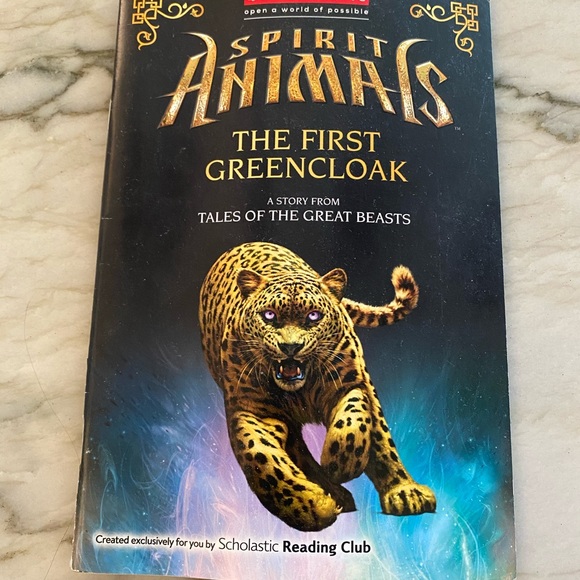 open a world of possible
SPIRIT
ANIMALS™
THE FIRST
GREENCLOAK
A STORY FROM
TALES OF THE GREAT BEASTS
Created exclusively for you by Scholastic Reading Club